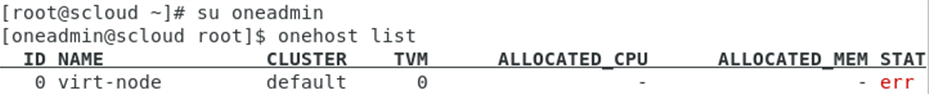 [root@scloud ~]# su oneadmin
[oneadmin@scloud root]$ onehost list
ID NAME CLUSTER TVM ALLOCATED_CPU ALLOCATED_MEM STAT
0 virt-node default 0 - - err